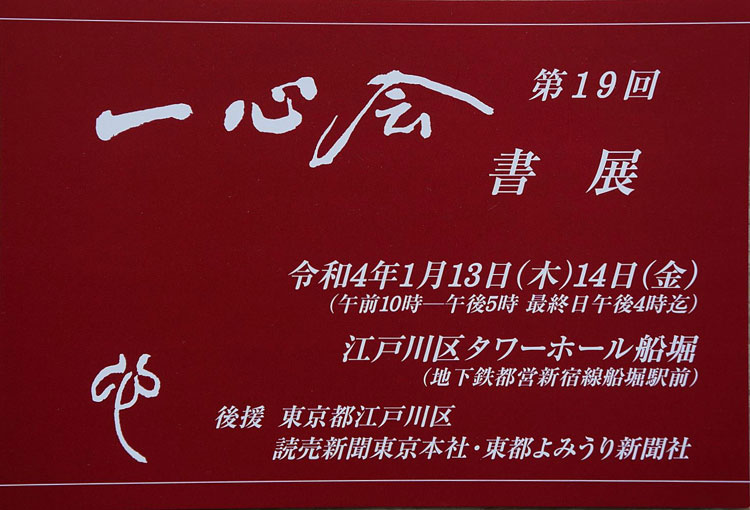 一心会
第19回
書展
令和4年1月13日(木)14日(金)
(午前10時―午後5時 最終日午後4時迄)
江戸川区タワーホール船堀
(地下鉄都営新宿線船堀駅前)
後援 東京都江戸川区
読売新聞東京本社・東都よみうり新聞社